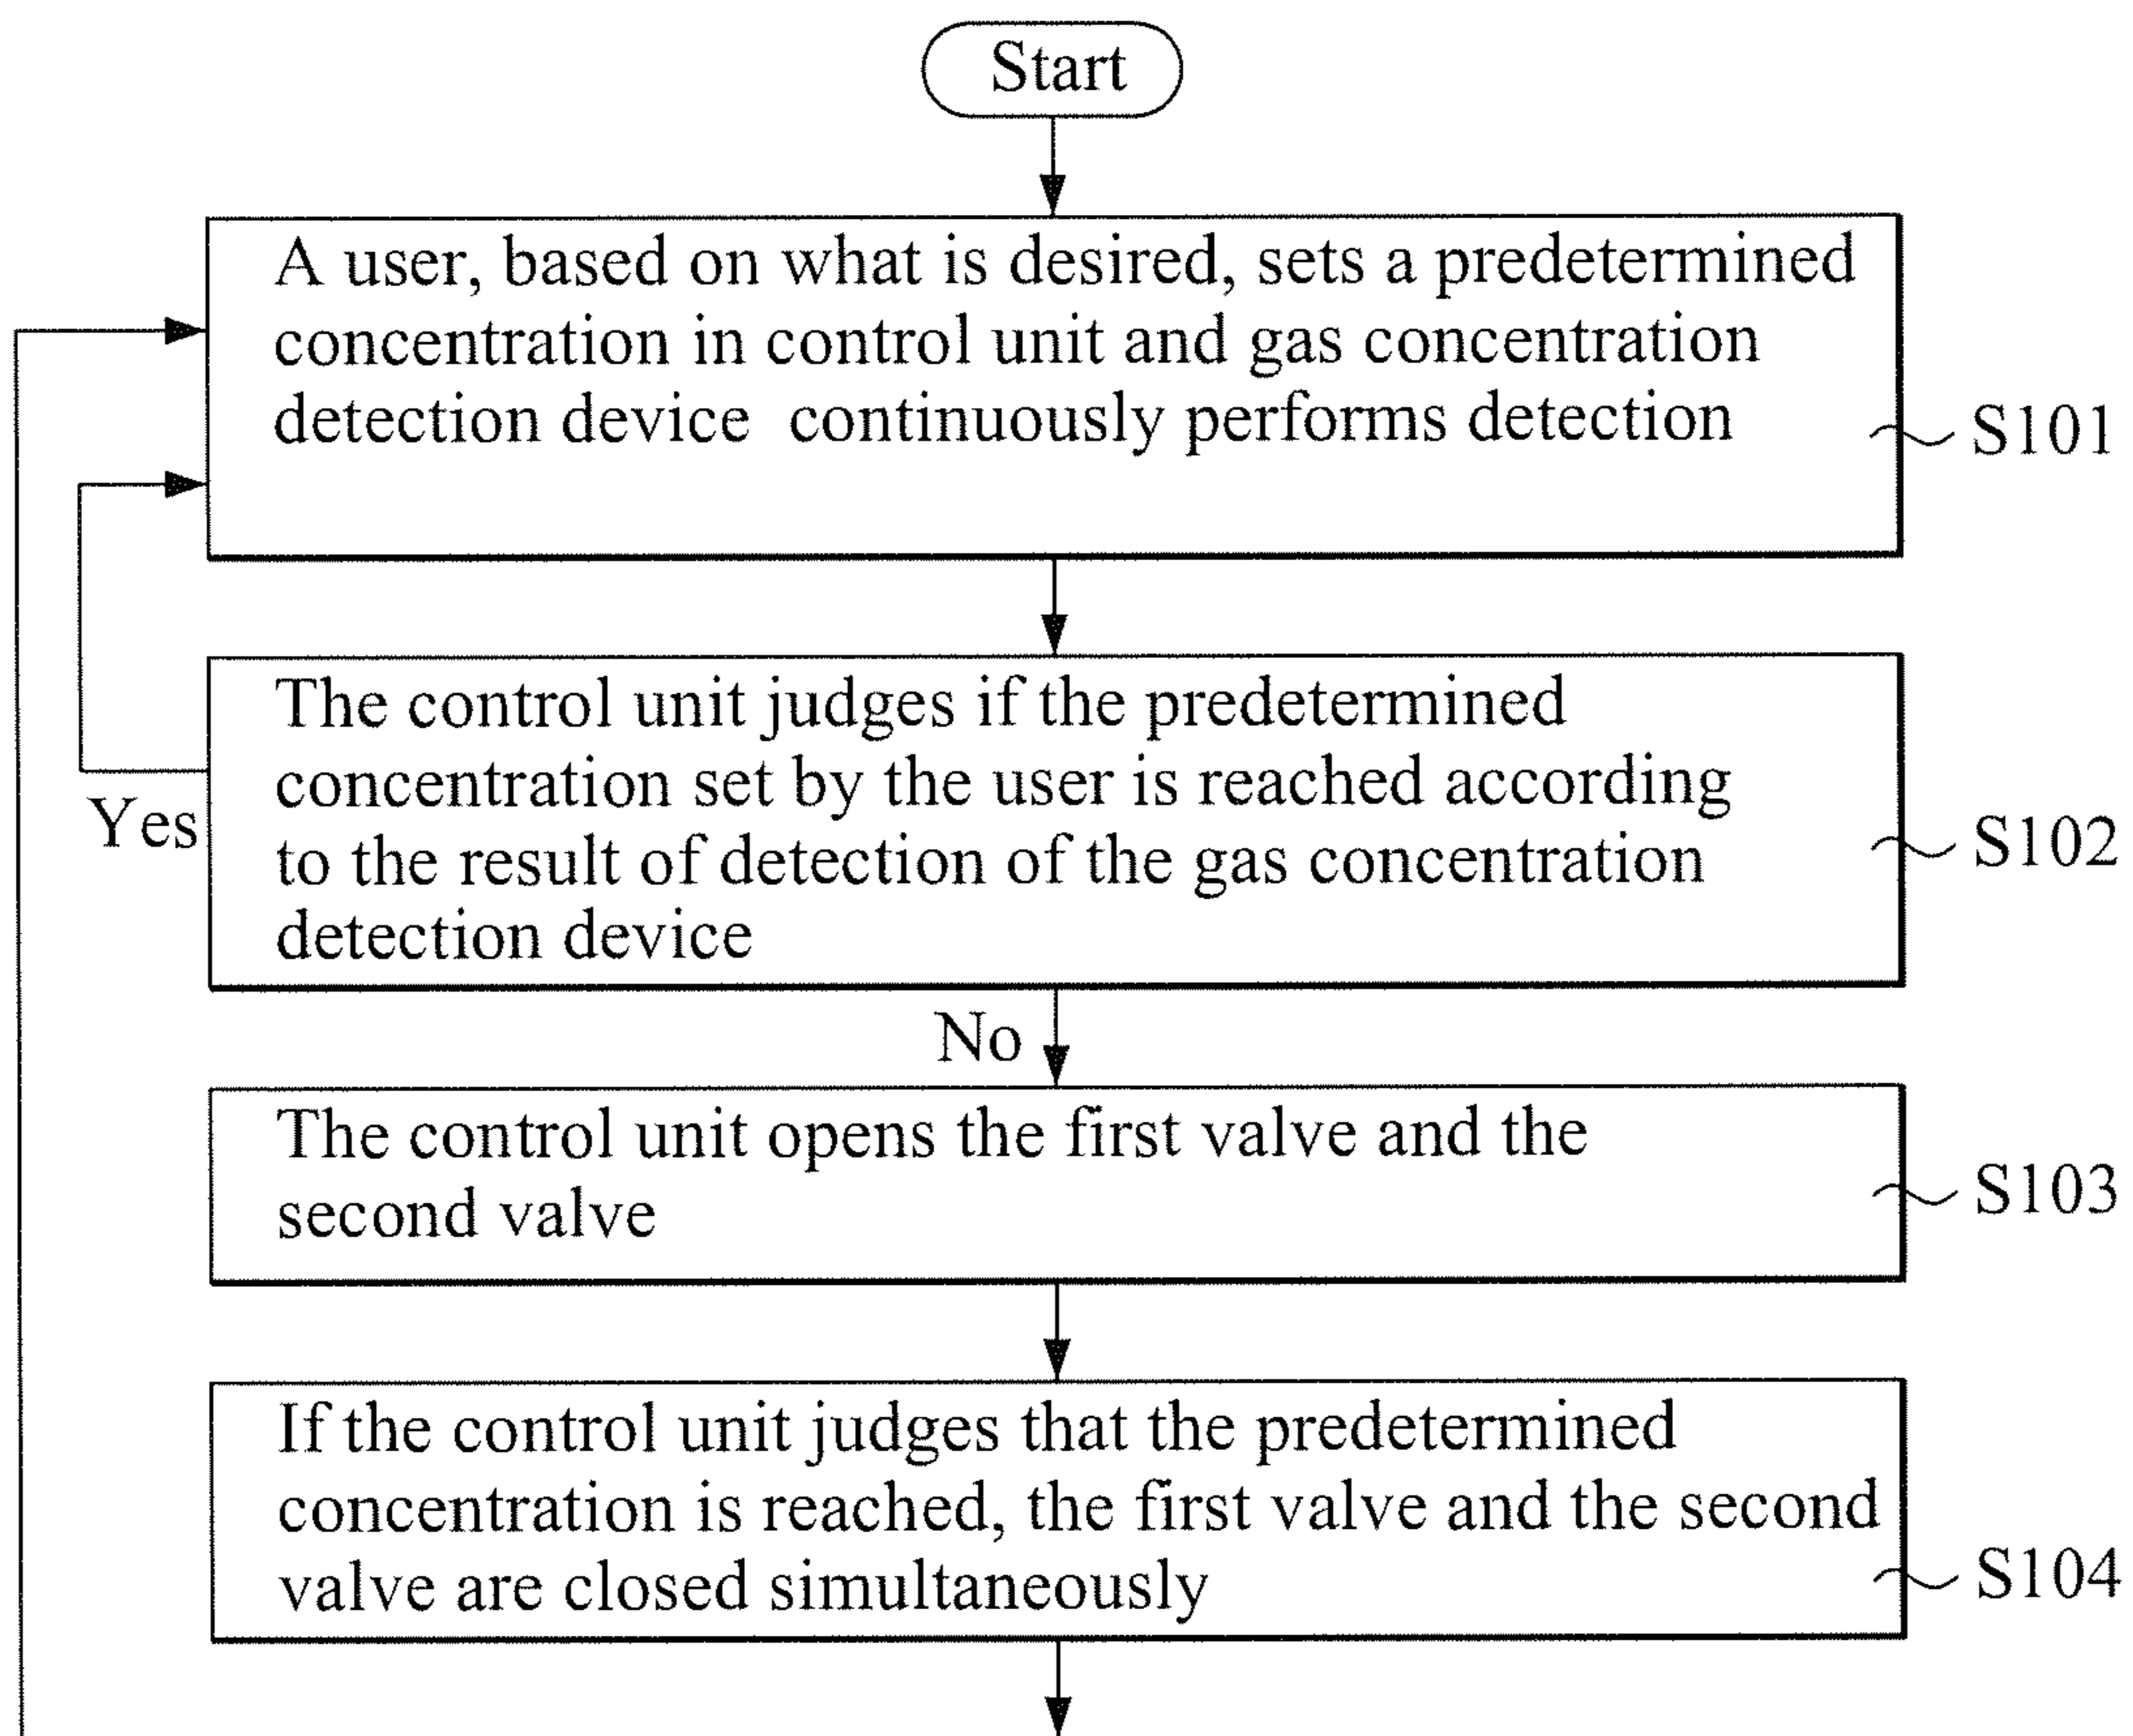 Start
A user, based on what is desired, sets a predetermined
concentration in control unit and gas concentration
detection device continuously performs detection
S101
The control unit judges if the predetermined
concentration set by the user is reached according
to the result of detection of the gas concentration
detection device
Yes
S102
No
The control unit opens the first valve and the
second valve
S103
If the control unit judges that the predetermined
concentration is reached, the first valve and the second
valve are closed simultaneously
S104